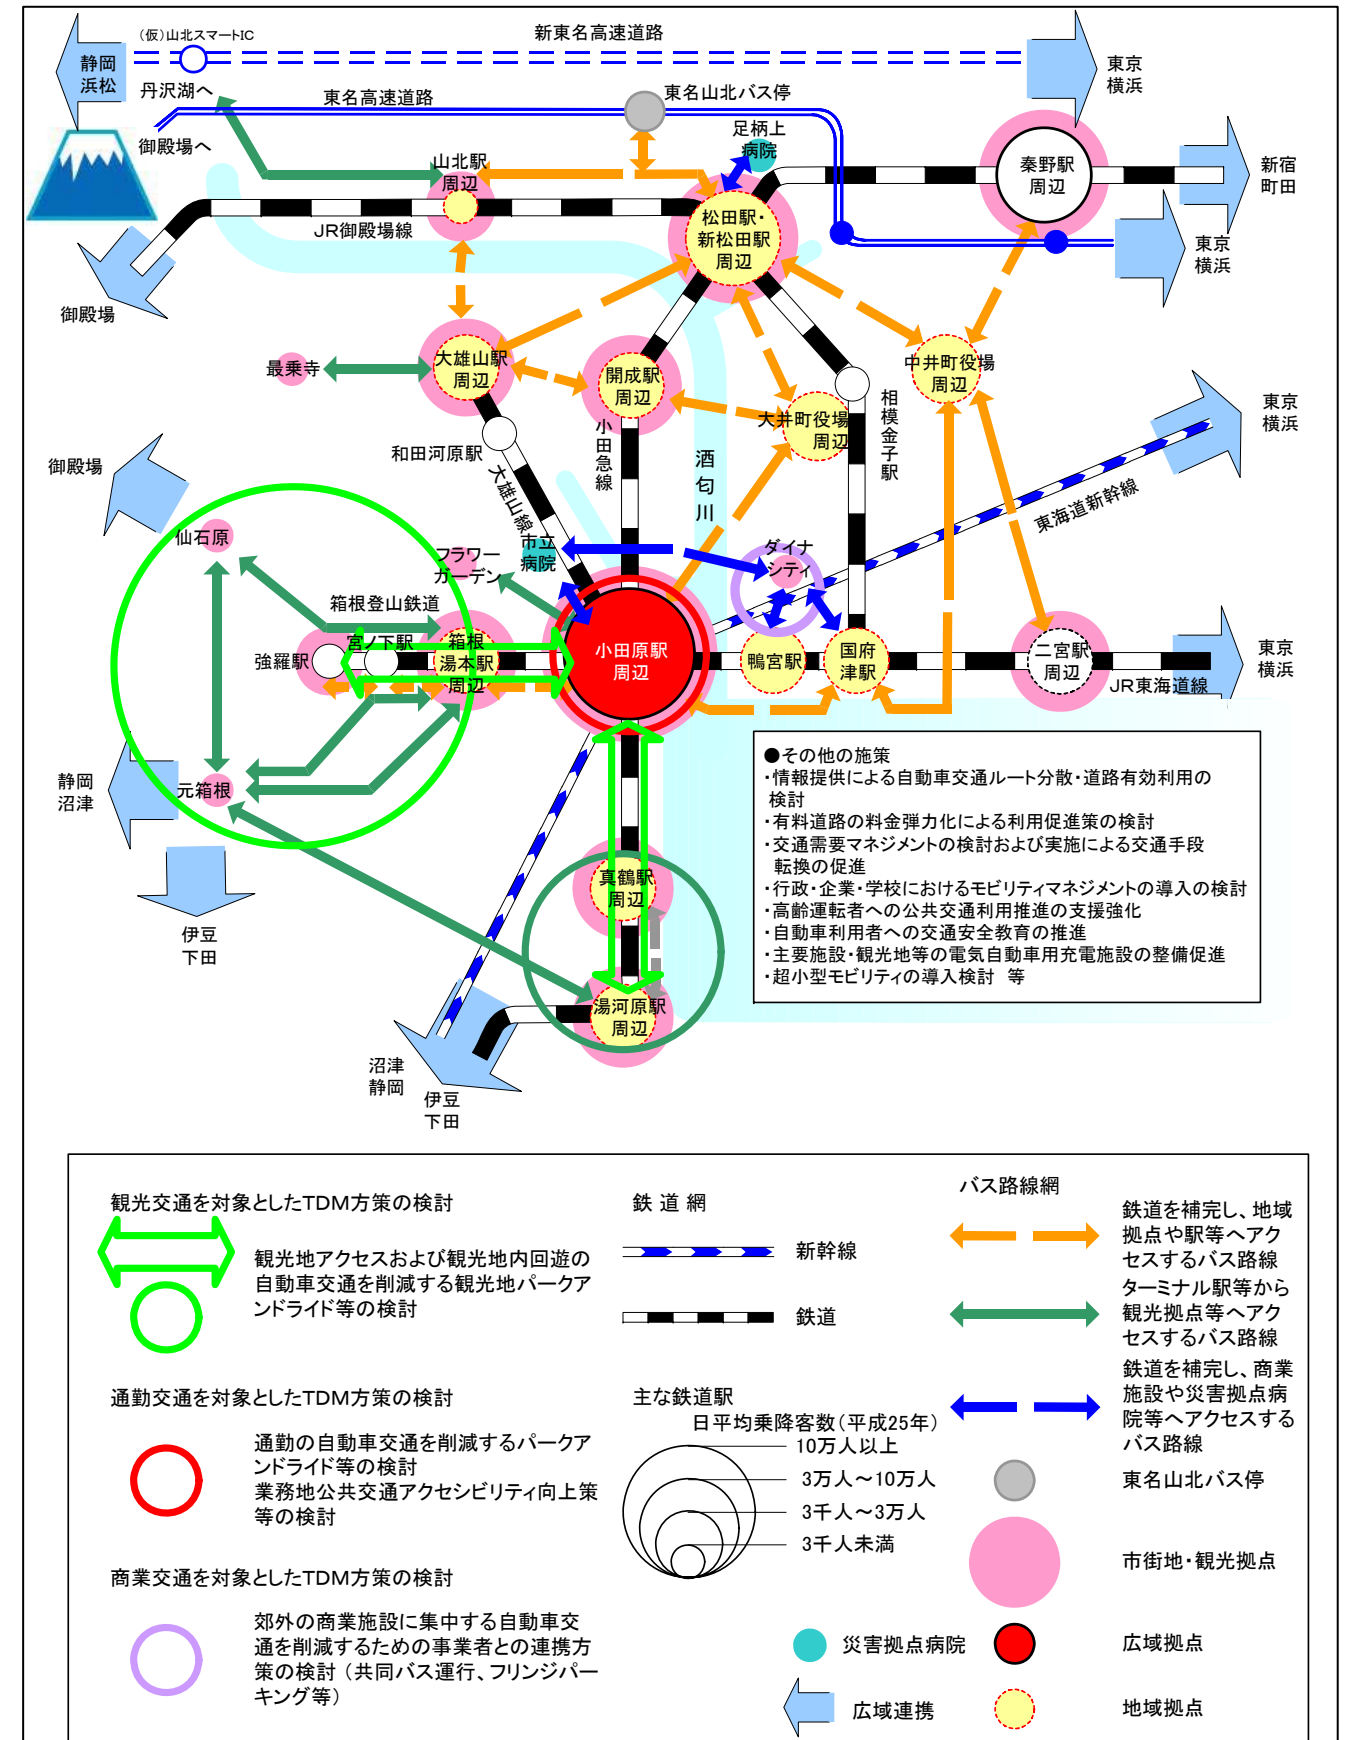 (仮)山北スマートIC
新東名高速道路
静岡
浜松
東京
横浜
丹沢湖へ
東名高速道路
東名山北バス停
御殿場へ
足柄上
病院
山北駅
周辺
秦野駅
周辺
新宿
町田
松田駅・
新松田駅
周辺
JR御殿場線
東京
横浜
御殿場
最乗寺
大雄山駅
周辺
開成駅
周辺
中井町役場
周辺
大井町役場
周辺
相模金子駅
東京
横浜
和田河原駅
小田急線
大雄山線
酒匂川
東海道新幹線
御殿場
仙石原
フラワー
ガーデン
市立
病院
ダイナ
シティ
箱根登山鉄道
宮ノ下駅
強羅駅
箱根
湯本駅
周辺
小田原駅
周辺
鴨宮駅
国府
津駅
二宮駅
周辺
JR東海道線
東京
横浜
静岡
沼津
元箱根
●その他の施策
・情報提供による自動車交通ルート分散・道路有効利用の
検討
・有料道路の料金弾力化による利用促進策の検討
・交通需要マネジメントの検討および実施による交通手段
転換の促進
・行政・企業・学校におけるモビリティマネジメントの導入の検討
・高齢運転者への公共交通利用推進の支援強化
・自動車利用者への交通安全教育の推進
・主要施設・観光地等の電気自動車用充電施設の整備促進
・超小型モビリティの導入検討 等
真鶴駅
周辺
伊豆
下田
湯河原駅
周辺
沼津
静岡
伊豆
下田
観光交通を対象としたTDM方策の検討
観光地アクセスおよび観光地内回遊の
自動車交通を削減する観光地パークア
ンドライド等の検討
通勤交通を対象としたTDM方策の検討
通勤の自動車交通を削減するパークア
ンドライド等の検討
業務地公共交通アクセシビリティ向上策
等の検討
商業交通を対象としたTDM方策の検討
郊外の商業施設に集中する自動車交
通を削減するための事業者との連携方
策の検討(共同バス運行、フリンジパー
キング等)
鉄道網
新幹線
鉄道
主な鉄道駅
日平均乗降客数(平成25年)
10万人以上
3万人～10万人
3千人～3万人
3千人未満
災害拠点病院
広域連携
バス路線網
鉄道を補完し、地域
拠点や駅等へアク
セスするバス路線
ターミナル駅等から
観光拠点等へアク
セスするバス路線
鉄道を補完し、商業
施設や災害拠点病
院等へアクセスする
バス路線
東名山北バス停
市街地・観光拠点
広域拠点
地域拠点